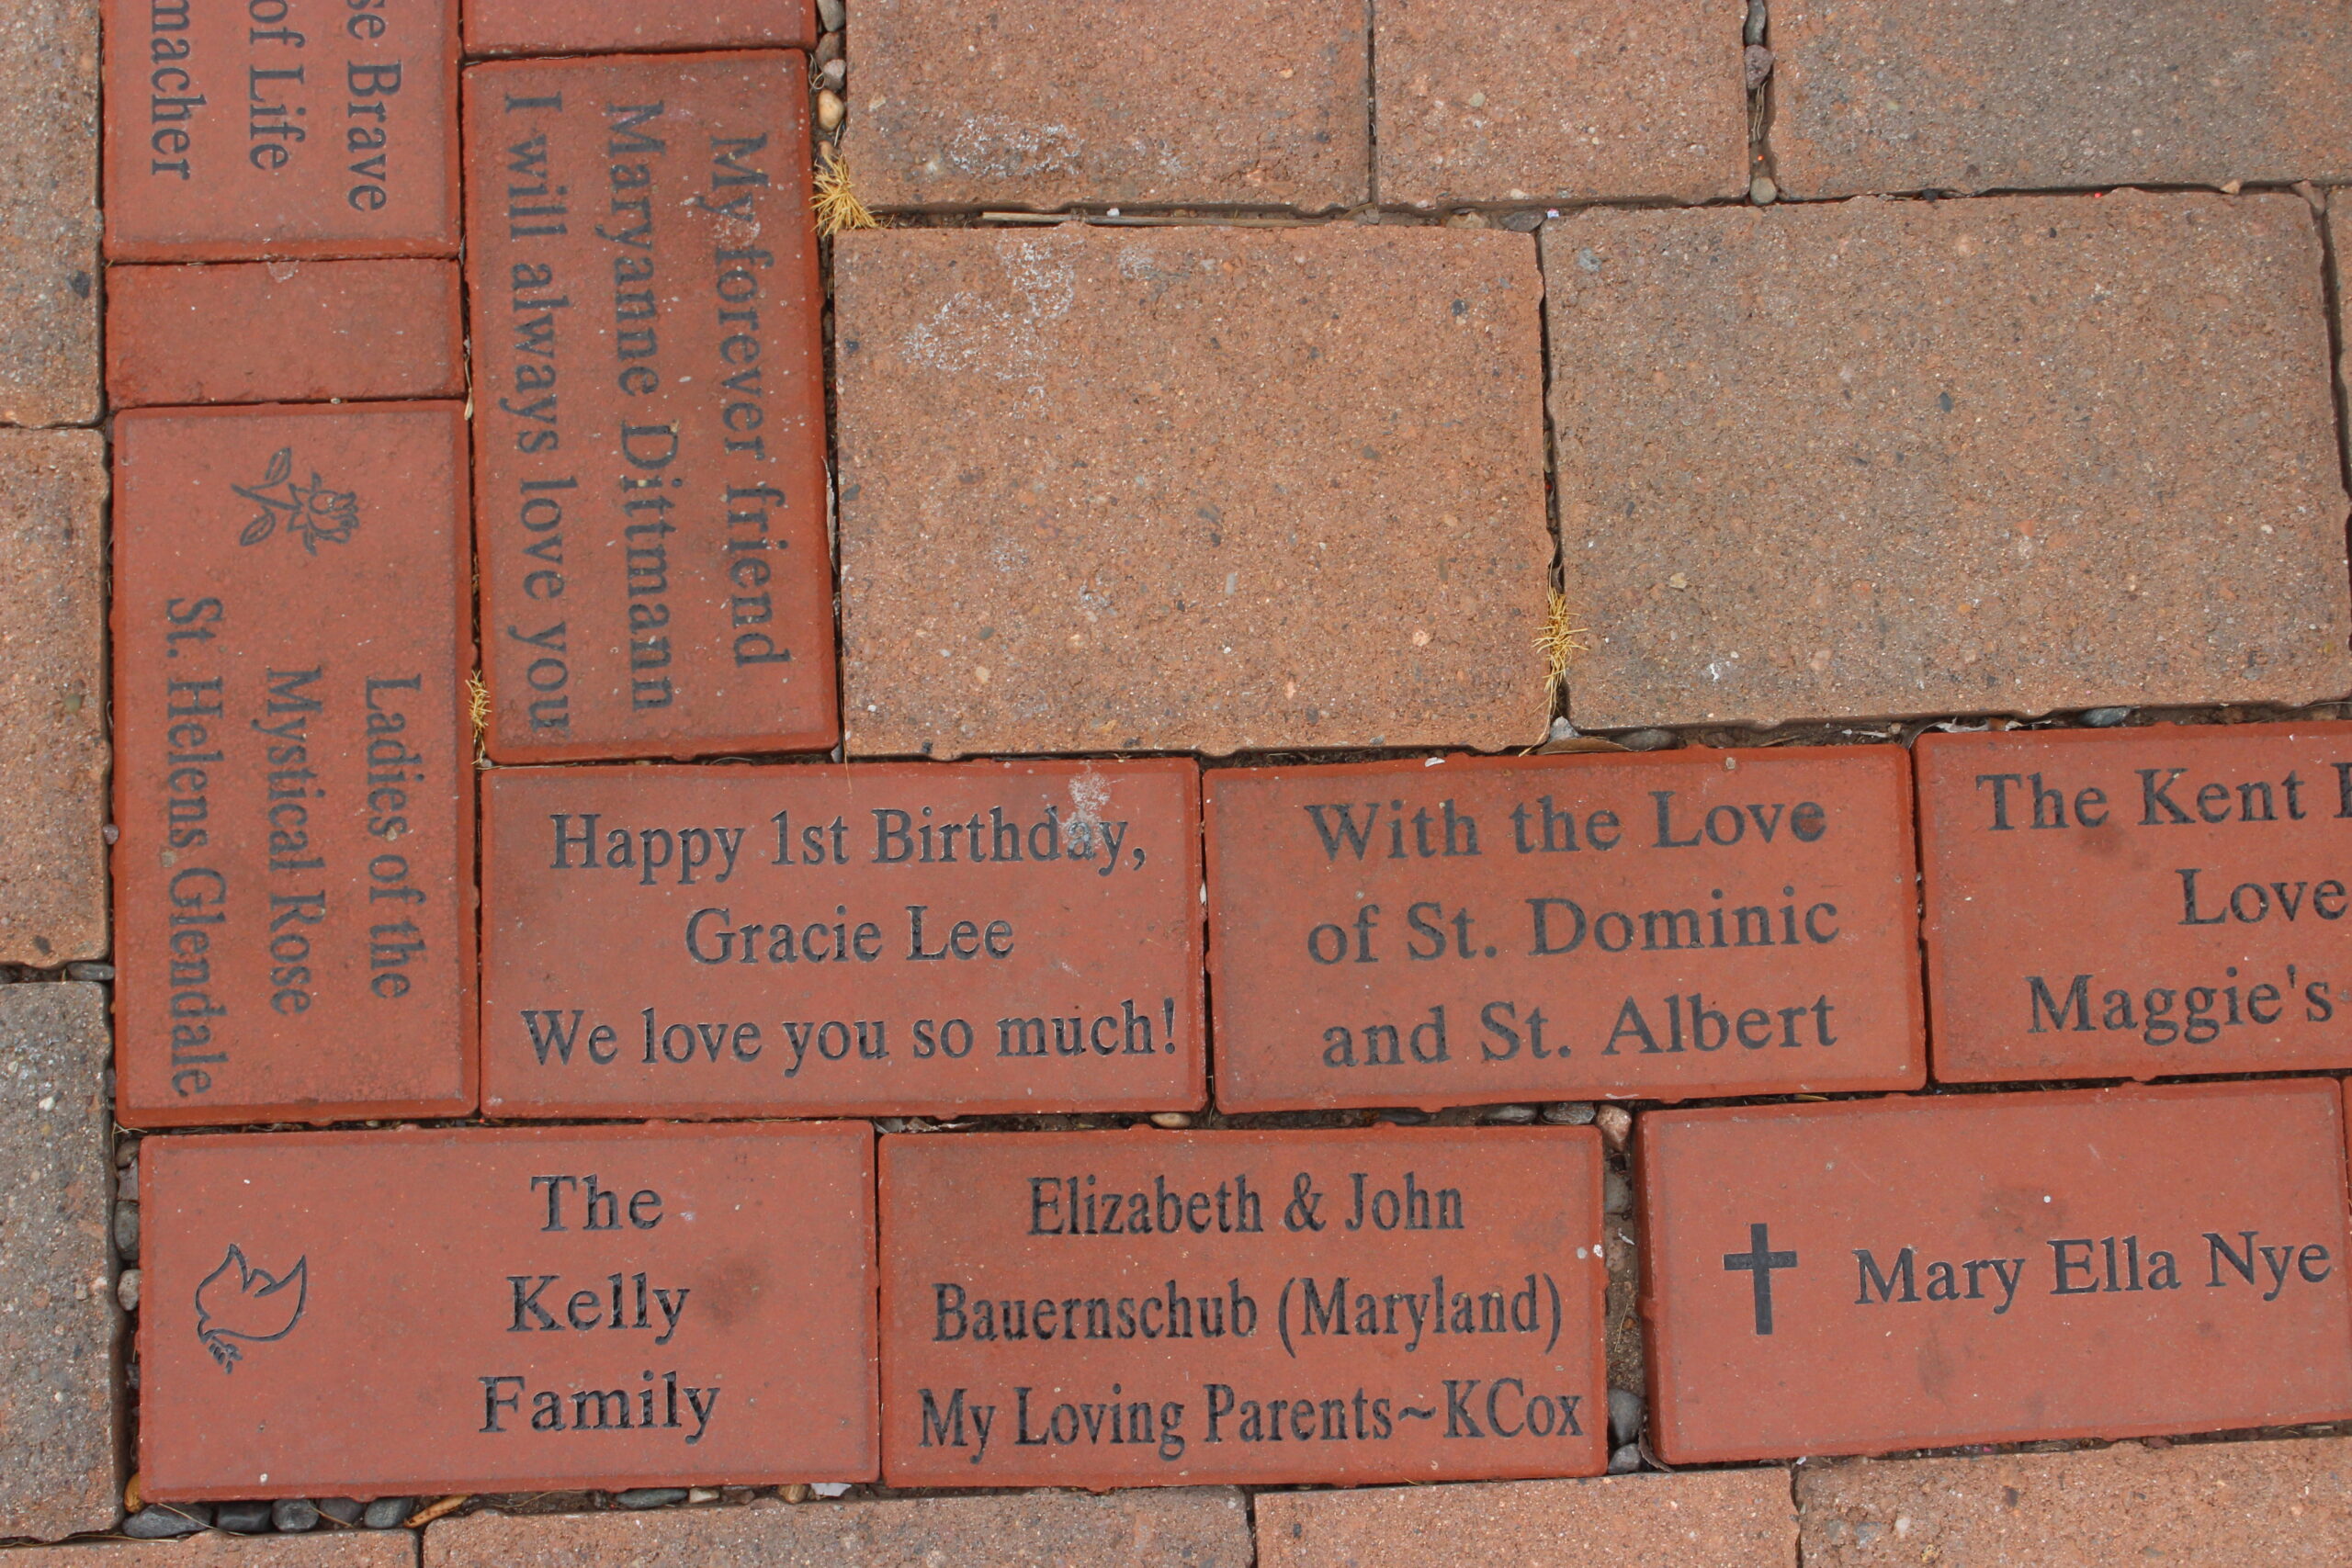 Brave
of Life
My forever friend
Maryanne Dittmann
I will always love you
Ladies of the
Mystical Rose
St. Helens Glendale
Happy 1st Birthday,
Gracie Lee
We love you so much!
With the Love
of St. Dominic
and St. Albert
The Kent
Love
Maggie's
The
Kelly
Family
Elizabeth & John
Bauernschub (Maryland)
My Loving Parents~KCox
Mary Ella Nye